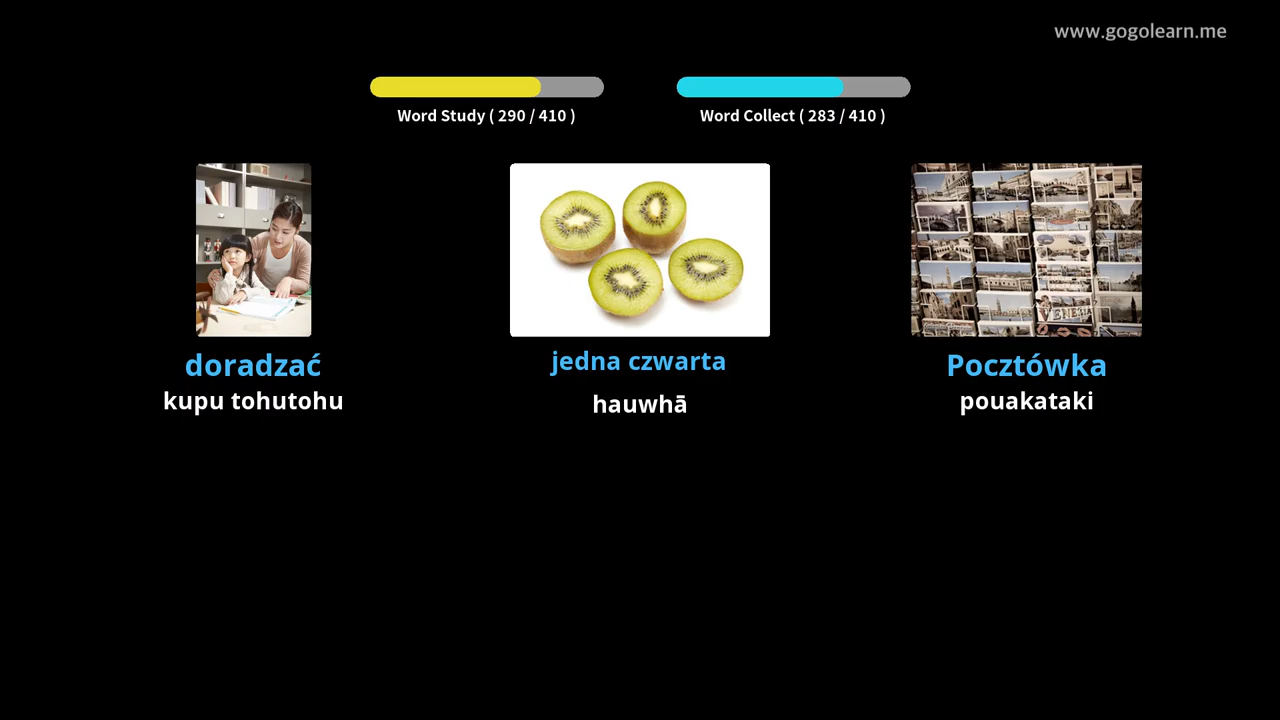 www.gogolearn.me
Word Study ( 290 / 410 )
Word Collect ( 283 / 410 )
VENEZIA
doradzać
kupu tohutohu
jedna czwarta
hauwhā
Pocztówka
pouakataki